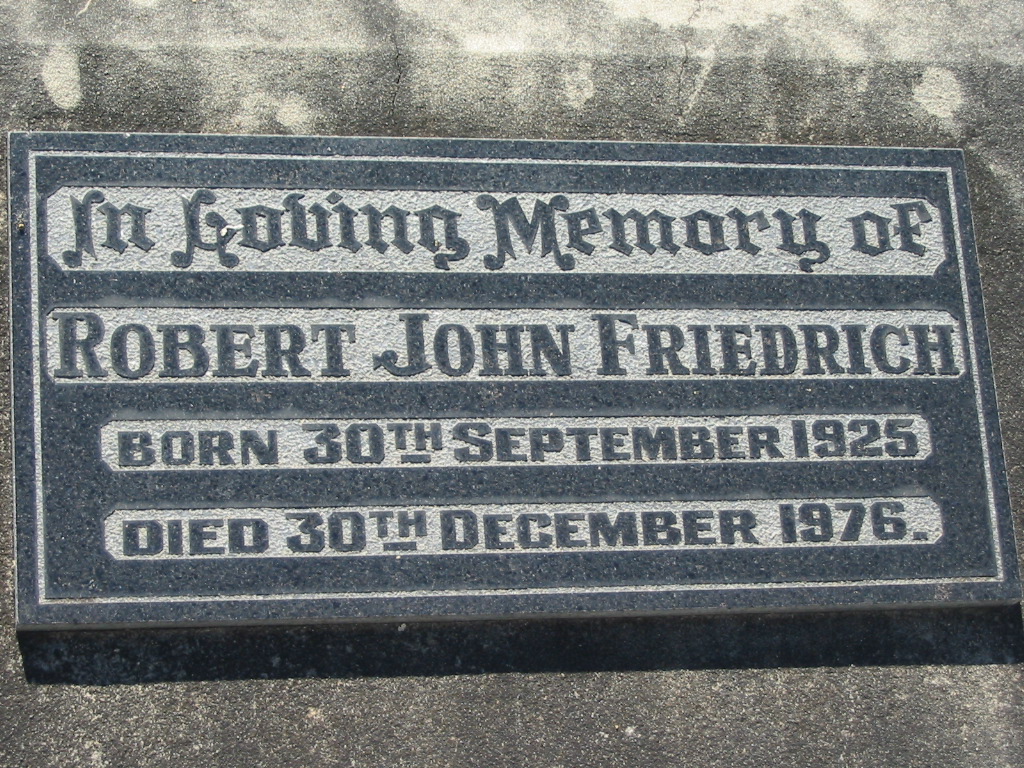 In Loving Memory of
ROBERT JOHN FRIEDRICH
BORN 30TH SEPTEMBER 1925
DIED 30TH DECEMBER 1976.